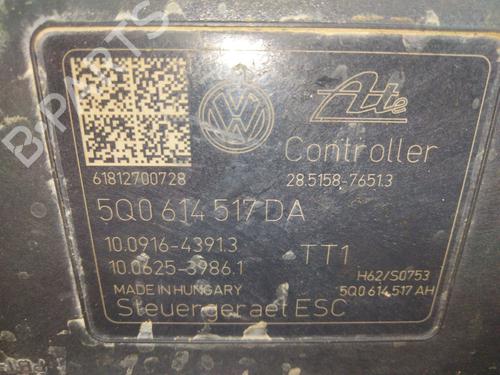 B-PARTS
VW
Ate
Controller
61812700728
28.5158-7651.3
5Q0 614 517 DA
10.0916-4391.3
TT1
10.0625-3986.1
H62/S0753
MADE IN HUNGARY
5Q0 614 517 AH
Steuergeraet ESC